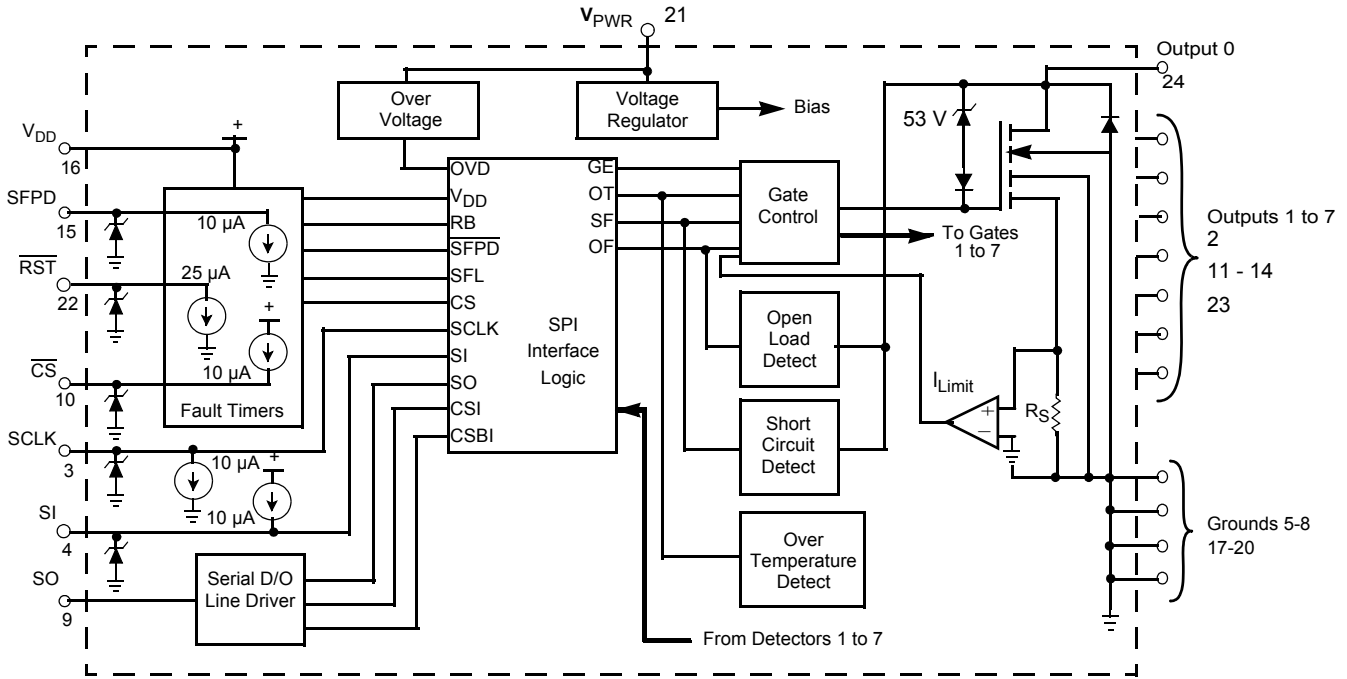 VPWR 21
Output 0
24
Over
Voltage
Voltage
Regulator
Bias
53 V
VDD
16
+
SFPD
15
10 µA
RST
22
25 µA
+
CS
10
10 µA
Fault Timers
SCLK
3
10 µA
+
SI
4
10 µA
SO
9
Serial D/O
Line Driver
OVD
VDD
RB
SFPD
SFL
CS
SCLK
SI
SO
CSI
CSBI
GE
OT
SF
OF
SPI
Interface
Logic
Gate
Control
To Gates
1 to 7
Open
Load
Detect
Short
Circuit
Detect
Over
Temperature
Detect
From Detectors 1 to 7
ILimit
+
–
RS
Outputs 1 to 7
2
11 - 14
23
Grounds 5-8
17-20